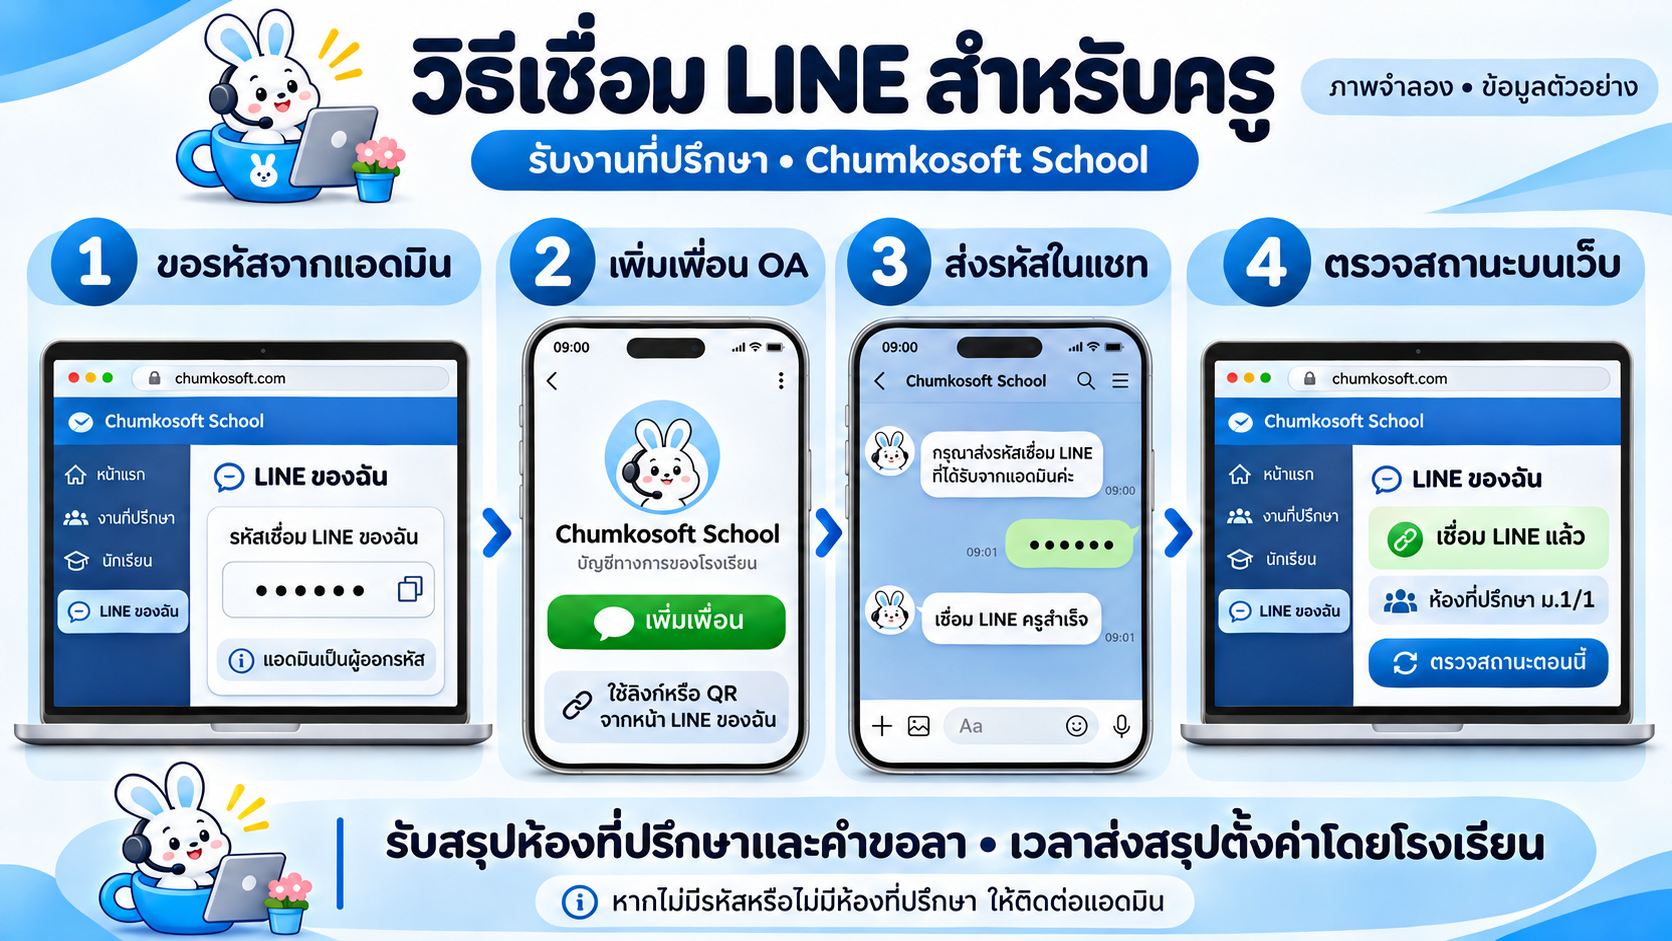 วิธีเชื่อม LINE สำหรับครู
ภาพจำลอง • ข้อมูลตัวอย่าง
รับงานที่ปรึกษา • Chumkosoft School
1 ขอรหัสจากแอดมิน
chumkosoft.com
Chumkosoft School
หน้าแรก
งานที่ปรึกษา
นักเรียน
LINE ของฉัน
LINE ของฉัน
รหัสเชื่อม LINE ของฉัน
••••••
แอดมินเป็นผู้ออกรหัส
2 เพิ่มเพื่อน OA
09:00
Chumkosoft School
บัญชีทางการของโรงเรียน
เพิ่มเพื่อน
ใช้ลิงก์หรือ QR
จากหน้า LINE ของฉัน
3 ส่งรหัสในแชท
09:00
Chumkosoft School
กรุณาส่งรหัสเชื่อม LINE
ที่ได้รับจากแอดมินค่ะ
09:00
••••••
09:01
เชื่อม LINE ครูสำเร็จ
09:01
Aa
4 ตรวจสถานะบนเว็บ
chumkosoft.com
Chumkosoft School
หน้าแรก
งานที่ปรึกษา
นักเรียน
LINE ของฉัน
LINE ของฉัน
เชื่อม LINE แล้ว
ห้องที่ปรึกษา ม.1/1
ตรวจสถานะตอนนี้
รับสรุปห้องที่ปรึกษาและคำขอลา • เวลาส่งสรุปตั้งค่าโดยโรงเรียน
หากไม่มีรหัสหรือไม่มีห้องที่ปรึกษา ให้ติดต่อแอดมิน